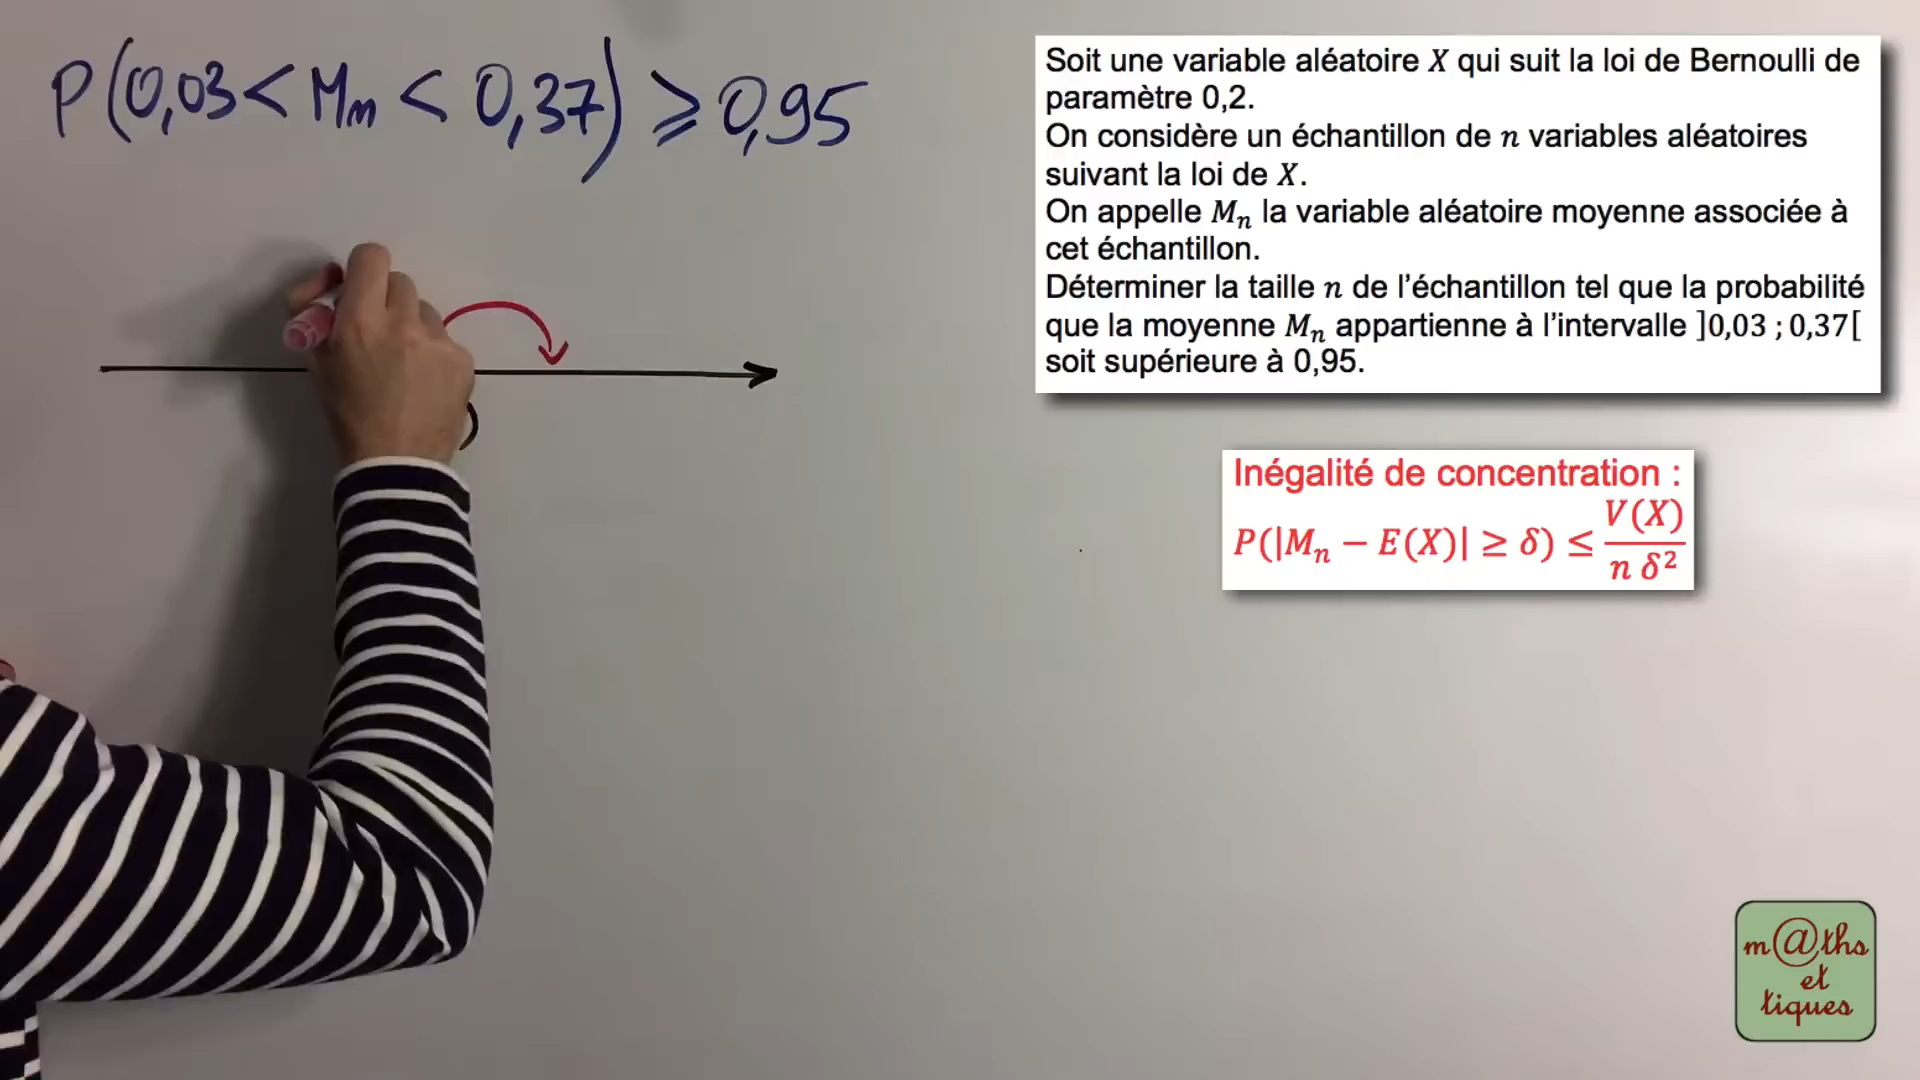 P(0,03 < Mn < 0,37) ⩾ 0,95
Soit une variable aléatoire X qui suit la loi de Bernoulli de
paramètre 0,2.
On considère un échantillon de n variables aléatoires
suivant la loi de X.
On appelle Mₙ la variable aléatoire moyenne associée à
cet échantillon.
Déterminer la taille n de l’échantillon tel que la probabilité
que la moyenne Mₙ appartienne à l’intervalle ]0,03 ; 0,37[
soit supérieure à 0,95.
Inégalité de concentration :
P(|Mₙ − E(X)| ≥ δ) ≤ V(X) / n δ²
m@ths
et
tiques